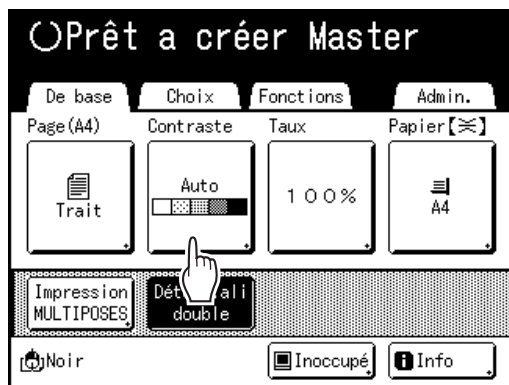 Prêt a créer Master
De base Choix Fonctions Admin.
Page(A4) Contraste Taux Papier【】
Trait Auto 100% A4
Impression double
MULTIPOSES
Noir Inoccupé Info